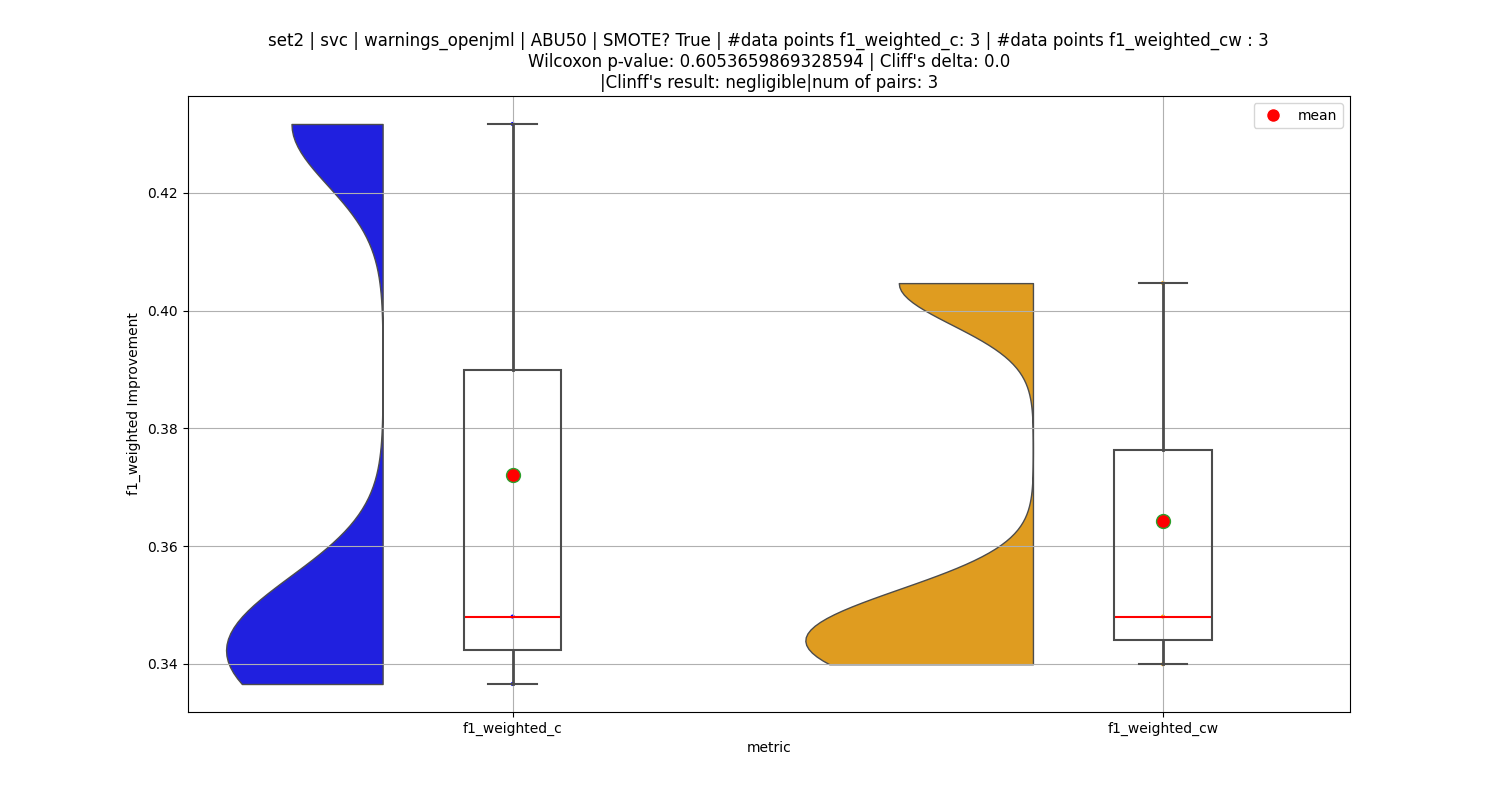 set2 | svc | warnings_openjml | ABU50 | SMOTE? True | #data points f1_weighted_c: 3 | #data points f1_weighted_cw : 3
Wilcoxon p-value: 0.6053659869328594 | Cliff's delta: 0.0
|Clinff's result: negligible|num of pairs: 3
mean
0.42
0.40
0.38
0.36
0.34
f1_weighted Improvement
f1_weighted_c
f1_weighted_cw
metric